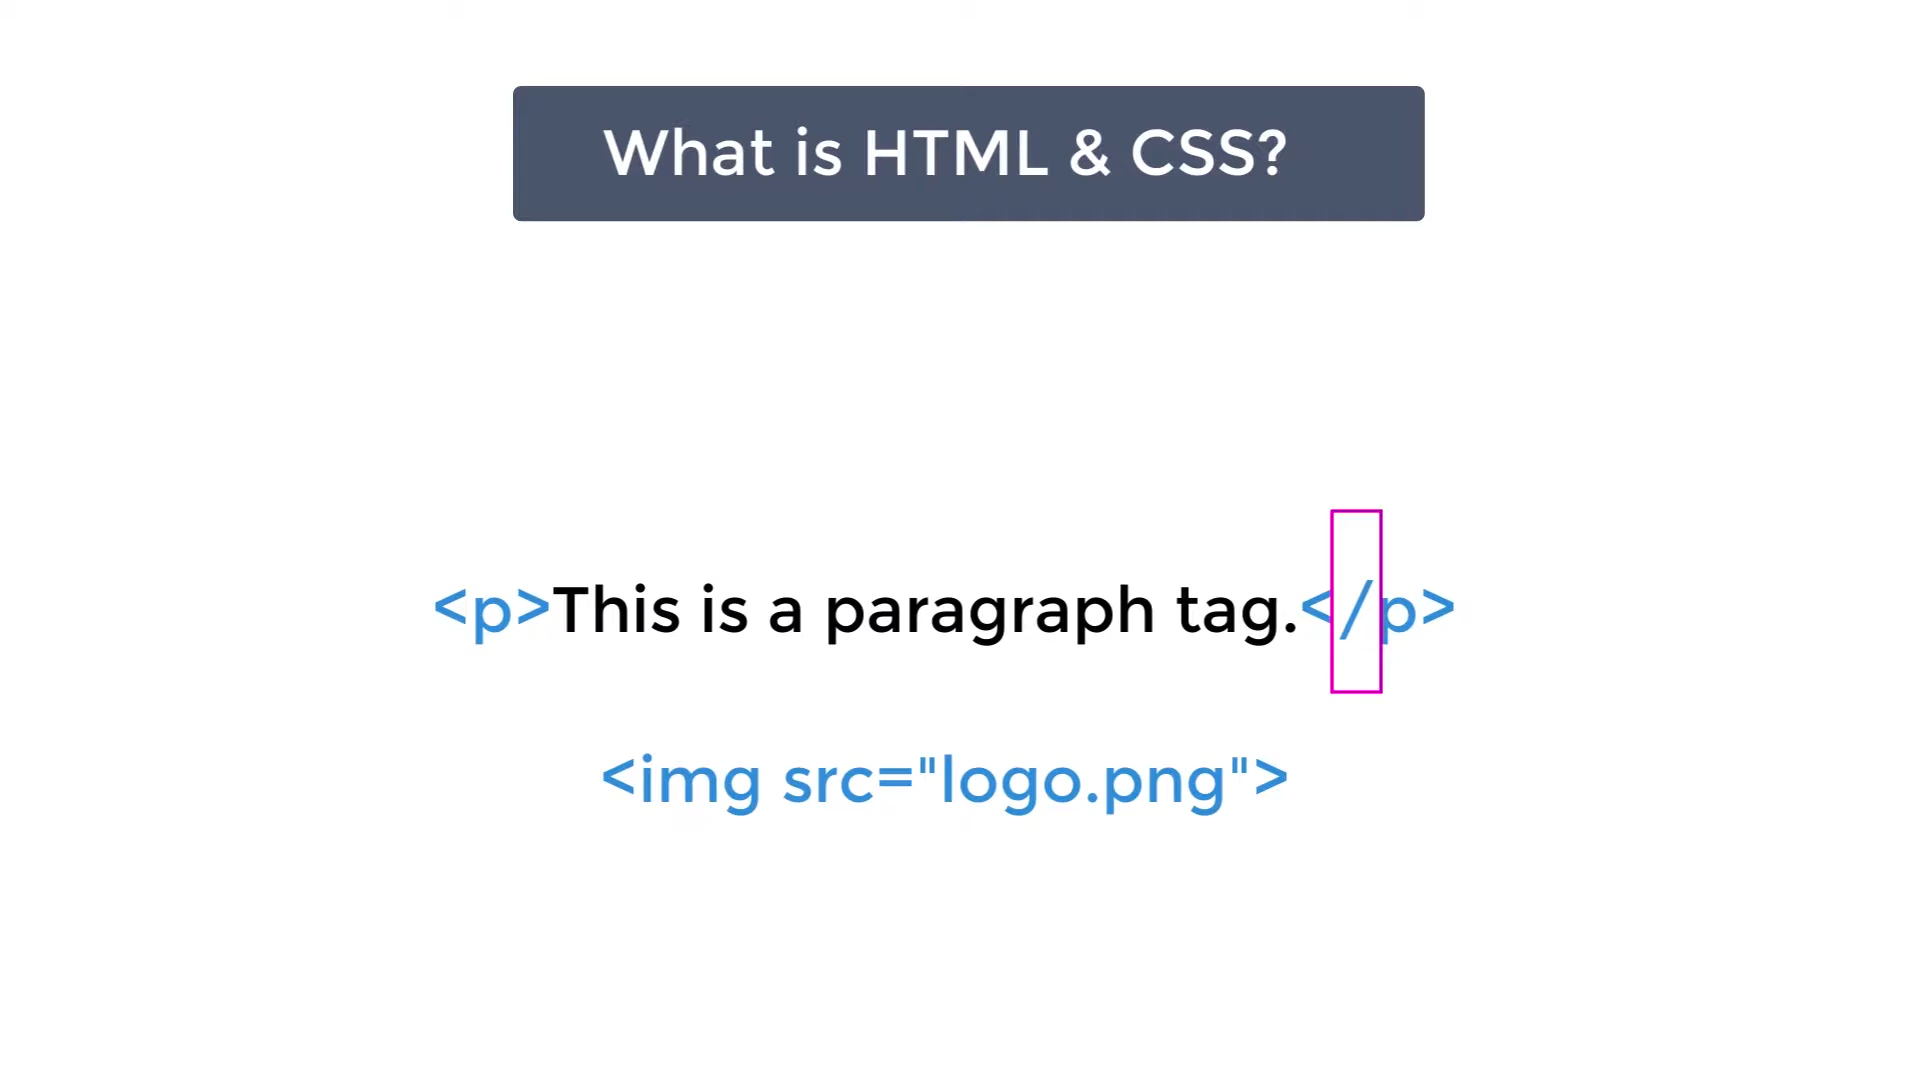 What is HTML & CSS?
<p>This is a paragraph tag.</p>
<img src="logo.png">